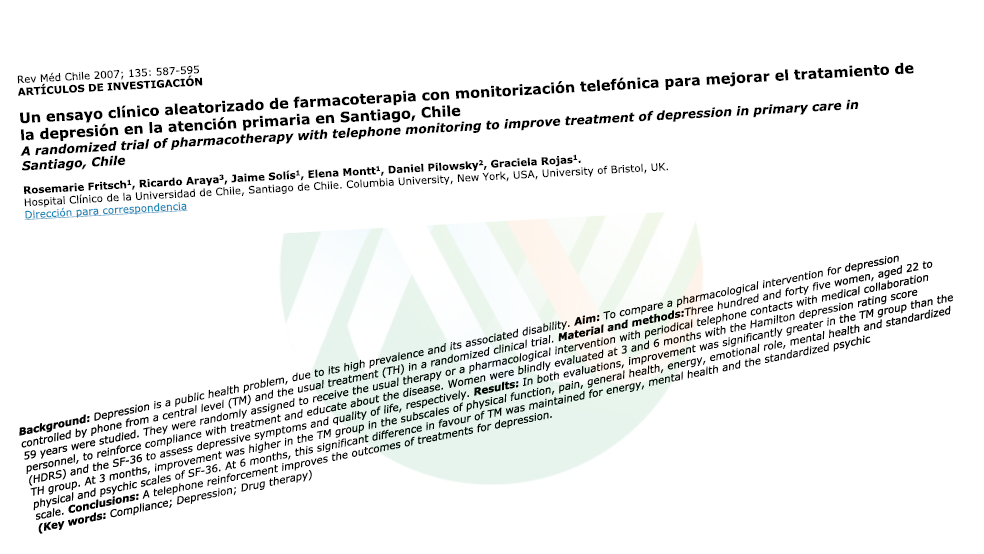 Rev Méd Chile 2007; 135: 587-595
ARTÍCULOS DE INVESTIGACIÓN
Un ensayo clínico aleatorizado de farmacoterapia con monitorización telefónica para mejorar el tratamiento de
la depresión en la atención primaria en Santiago, Chile
A randomized trial of pharmacotherapy with telephone monitoring to improve treatment of depression in primary care in
Santiago, Chile
Rosemarie Fritsch¹, Ricardo Araya³, Jaime Solís¹, Elena Montt¹, Daniel Pilowsky², Graciela Rojas¹.
Hospital Clínico de la Universidad de Chile, Santiago de Chile. Columbia University, New York, USA, University of Bristol, UK.
Dirección para correspondencia
Background: Depression is a public health problem, due to its high prevalence and its associated disability. Aim: To compare a pharmacological intervention for depression
controlled by phone from a central level (TM) and the usual treatment (TH) in a randomized clinical trial. Material and methods:Three hundred and forty five women, aged 22 to
59 years were studied. They were randomly assigned to receive the usual therapy or a pharmacological intervention with periodical telephone contacts with medical collaboration
personnel, to reinforce compliance with treatment and educate about the disease. Women were blindly evaluated at 3 and 6 months with the Hamilton depression rating score
(HDRS) and the SF-36 to assess depressive symptoms and quality of life, respectively. Results: In both evaluations, improvement was significantly greater in the TM group than the
TH group. At 3 months, improvement was higher in the TM group in the subscales of physical function, pain, general health, energy, emotional role, mental health and standardized
physical and psychic scales of SF-36. At 6 months, this significant difference in favour of TM was maintained for energy, mental health and the standardized psychic
scale. Conclusions: A telephone reinforcement improves the outcomes of treatments for depression.
(Key words: Compliance; Depression; Drug therapy)